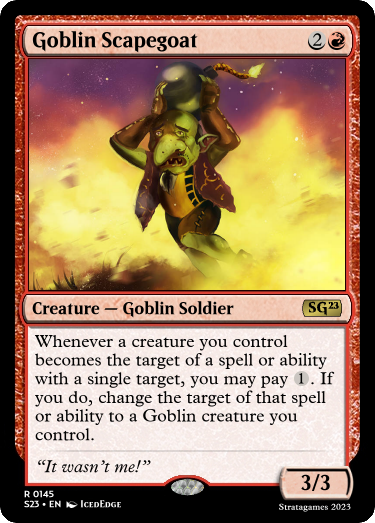 Goblin Scapegoat 2
Creature — Goblin Soldier SG23
Whenever a creature you control
becomes the target of a spell or ability
with a single target, you may pay 1. If
you do, change the target of that spell
or ability to a Goblin creature you
control.
“It wasn't me!”
3/3
R 0145
S23 • EN IcedEdge
Stratagames 2023